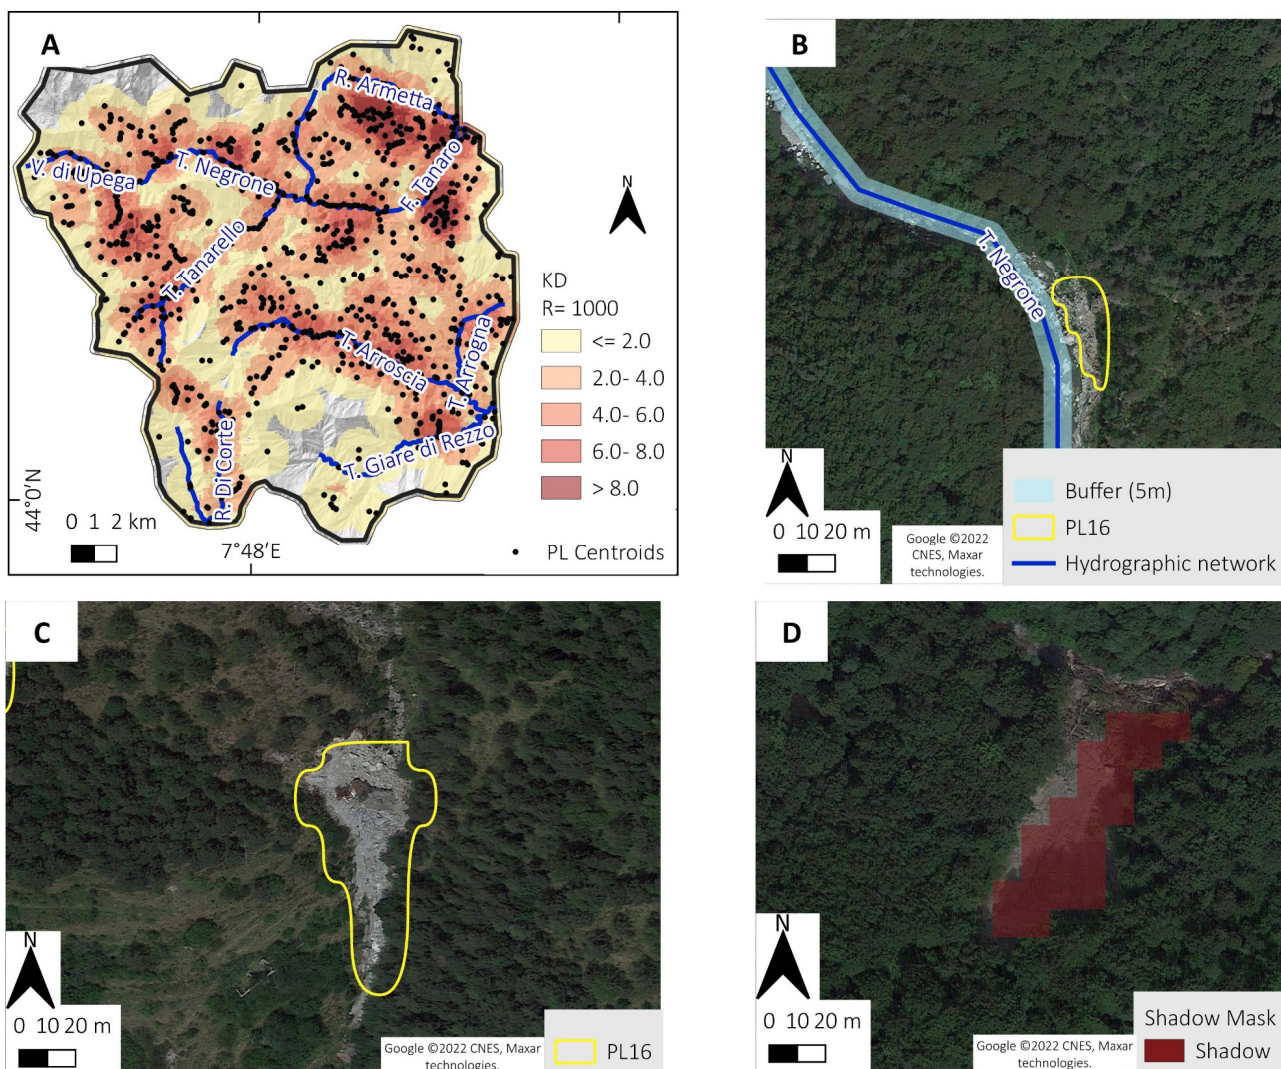 A
R. Armetta
V. di Upega
T. Negrone
F. Tanaro
T. Tanarello
T. Arroscia
T. Arrogna
R. Di Corte
T. Giare di Rezzo
N
KD
R= 1000
<= 2.0
2.0- 4.0
4.0- 6.0
6.0- 8.0
> 8.0
44°0'N
0 1 2 km
7°48'E
PL Centroids
B
T. Negrone
N
0 10 20 m
Google ©2022
CNES, Maxar
technologies.
Buffer (5m)
PL16
Hydrographic network
C
N
0 10 20 m
Google ©2022 CNES, Maxar
technologies.
PL16
D
N
0 10 20 m
Google ©2022 CNES, Maxar
technologies.
Shadow Mask
Shadow